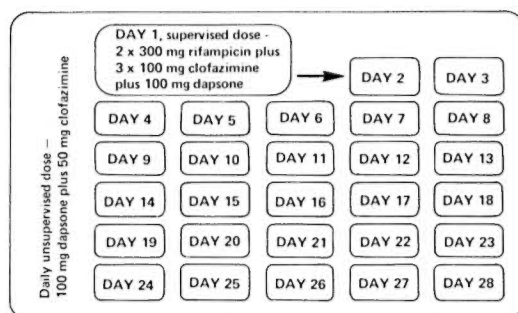 DAY 1, supervised dose -
2 x 300 mg rifampicin plus
3 x 100 mg clofazimine
plus 100 mg dapsone
DAY 2 DAY 3
DAY 4 DAY 5 DAY 6 DAY 7 DAY 8
DAY 9 DAY 10 DAY 11 DAY 12 DAY 13
DAY 14 DAY 15 DAY 16 DAY 17 DAY 18
DAY 19 DAY 20 DAY 21 DAY 22 DAY 23
DAY 24 DAY 25 DAY 26 DAY 27 DAY 28
Daily unsupervised dose –
100 mg dapsone plus 50 mg clofazimine